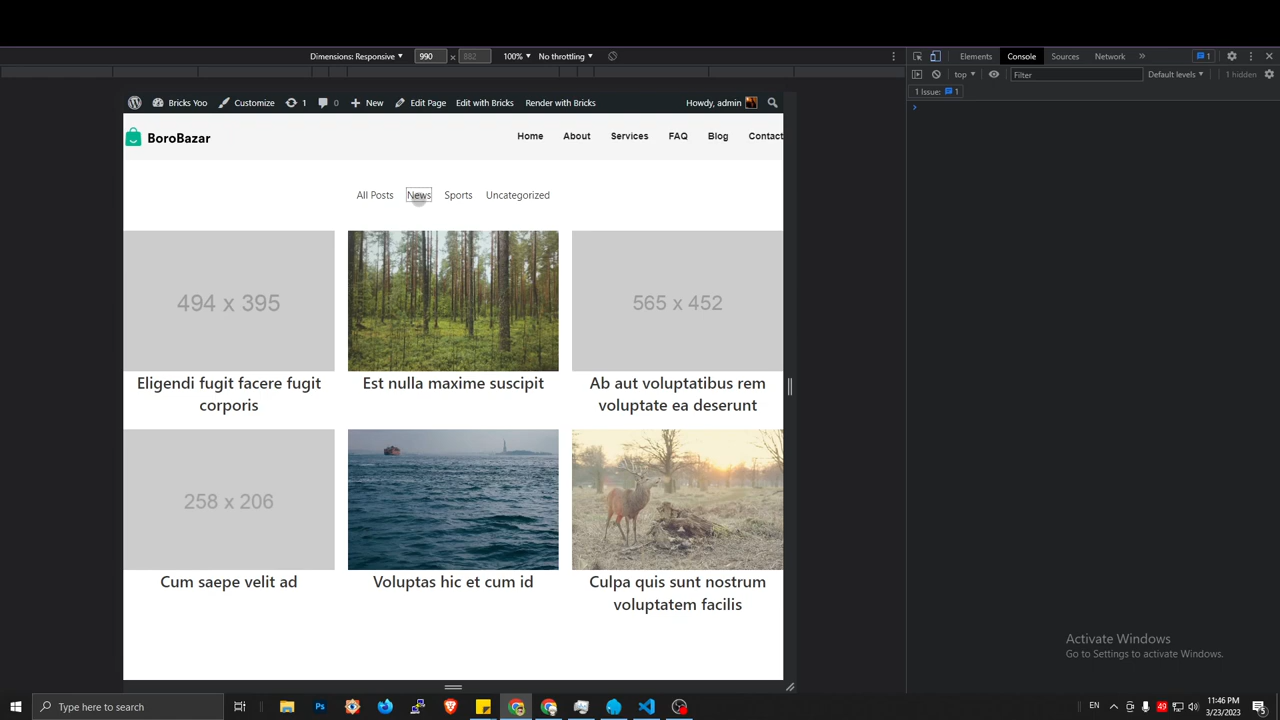 Dimensions: Responsive 990 × 882 100% No throttling
Elements Console Sources Network 1
top Filter Default levels 1 hidden
1 Issue: 1
Bricks Yoo Customize 1 0 New Edit Page Edit with Bricks Render with Bricks Howdy, admin
BoroBazar Home About Services FAQ Blog Contact
All Posts News Sports Uncategorized
494 x 395
565 x 452
Eligendi fugit facere fugit
corporis
Est nulla maxime suscipit
Ab aut voluptatibus rem
voluptate ea deserunt
258 x 206
Cum saepe velit ad
Voluptas hic et cum id
Culpa quis sunt nostrum
voluptatem facilis
Activate Windows
Go to Settings to activate Windows.
Type here to search
EN 49 11:46 PM
3/23/2023